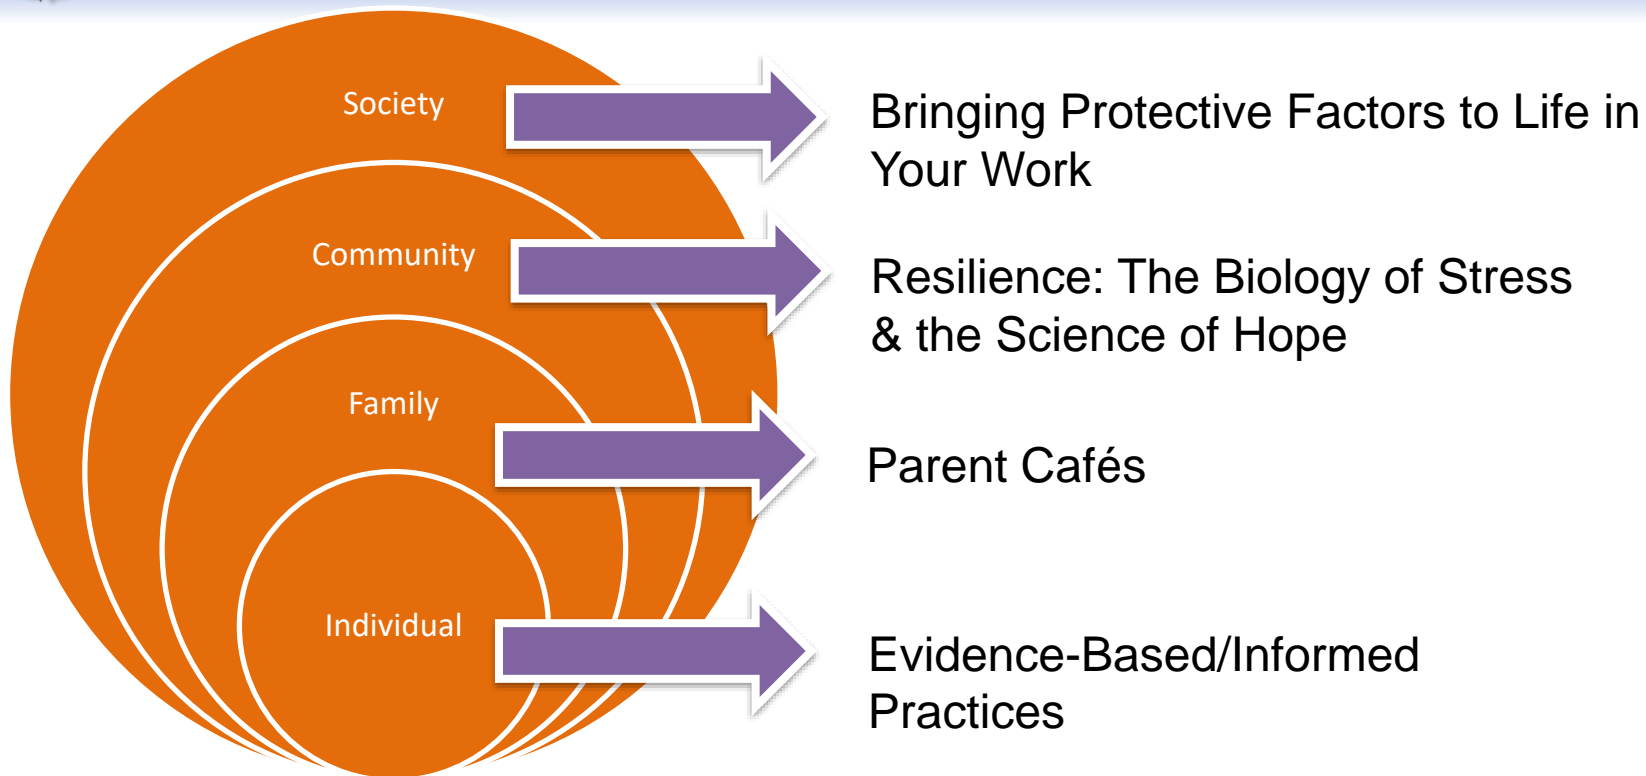 Society
Bringing Protective Factors to Life in
Your Work
Community
Resilience: The Biology of Stress
& the Science of Hope
Family
Parent Cafés
Individual
Evidence-Based/Informed
Practices